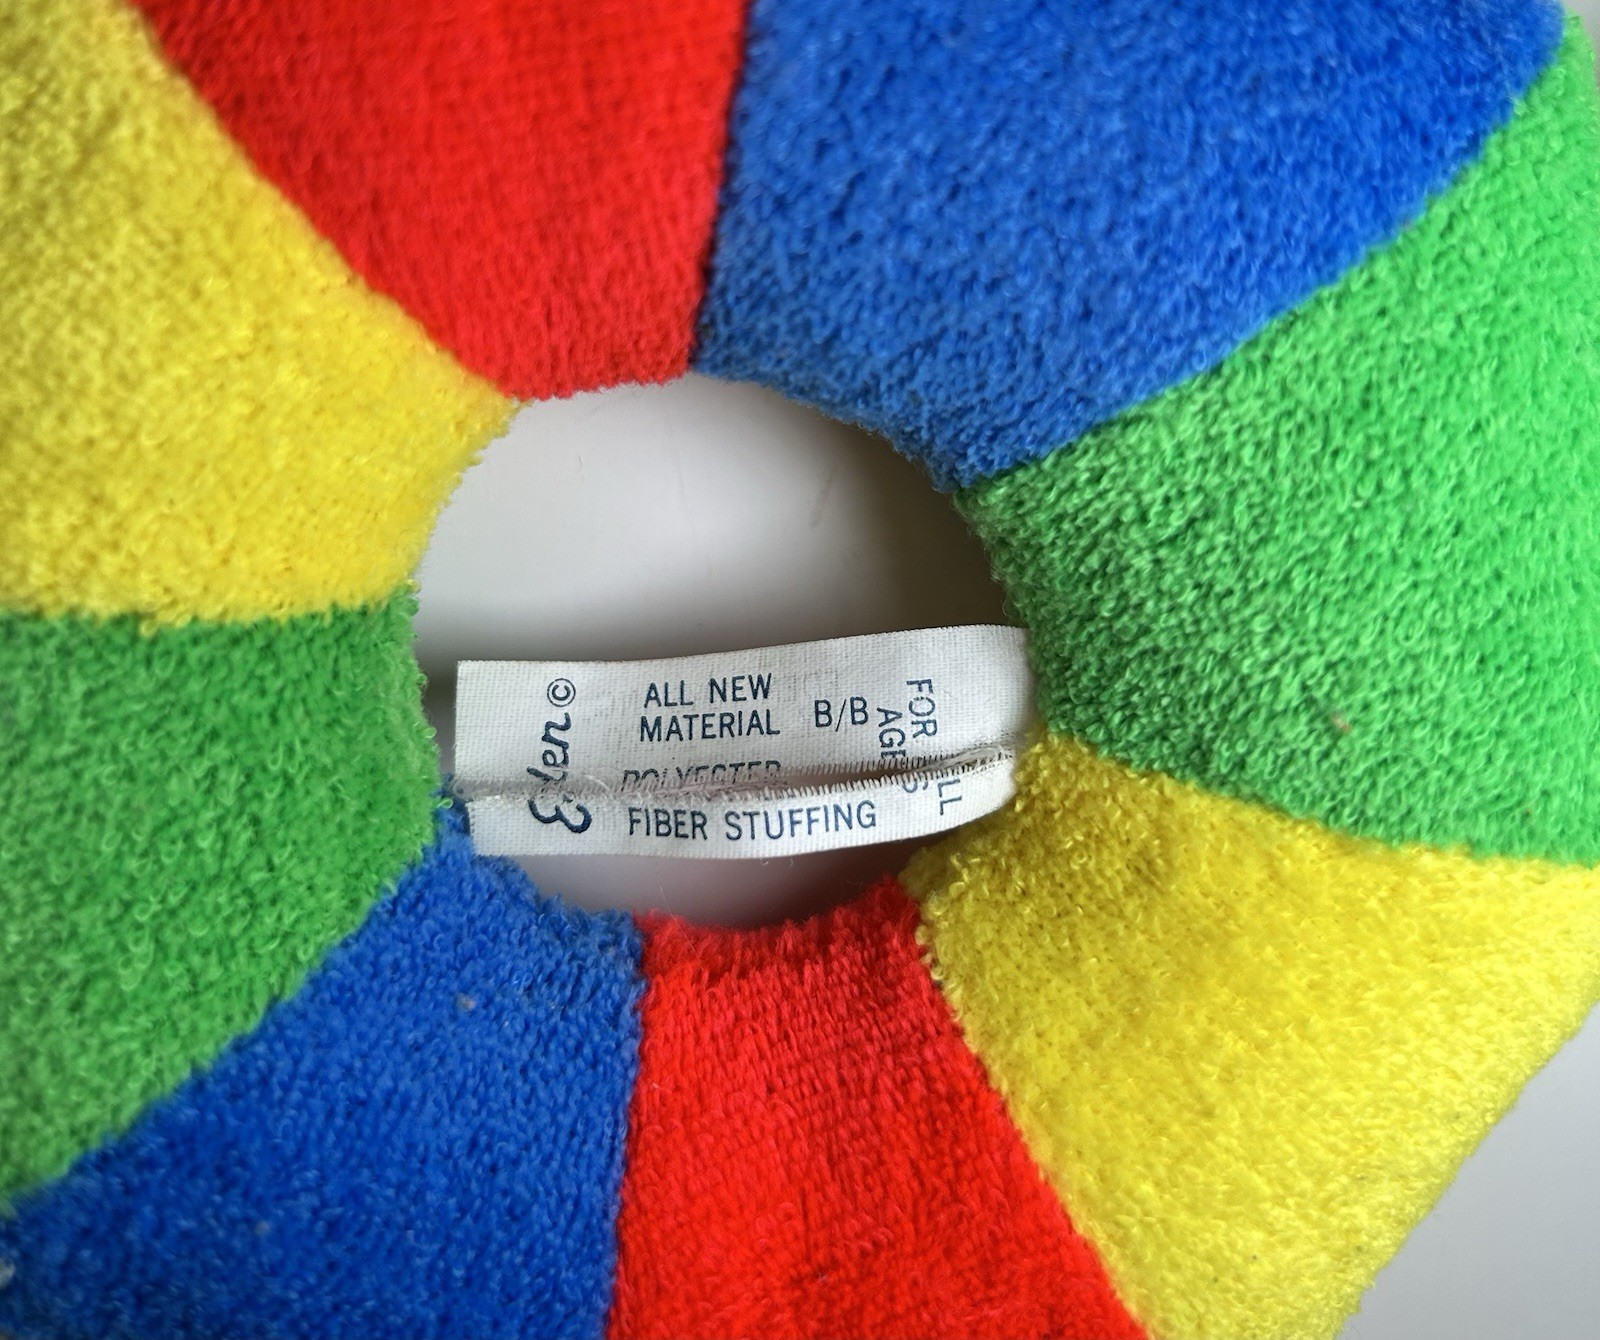 Eden©
ALL NEW
MATERIAL
POLYESTER
FIBER STUFFING
B/B
FOR ALL
AGES